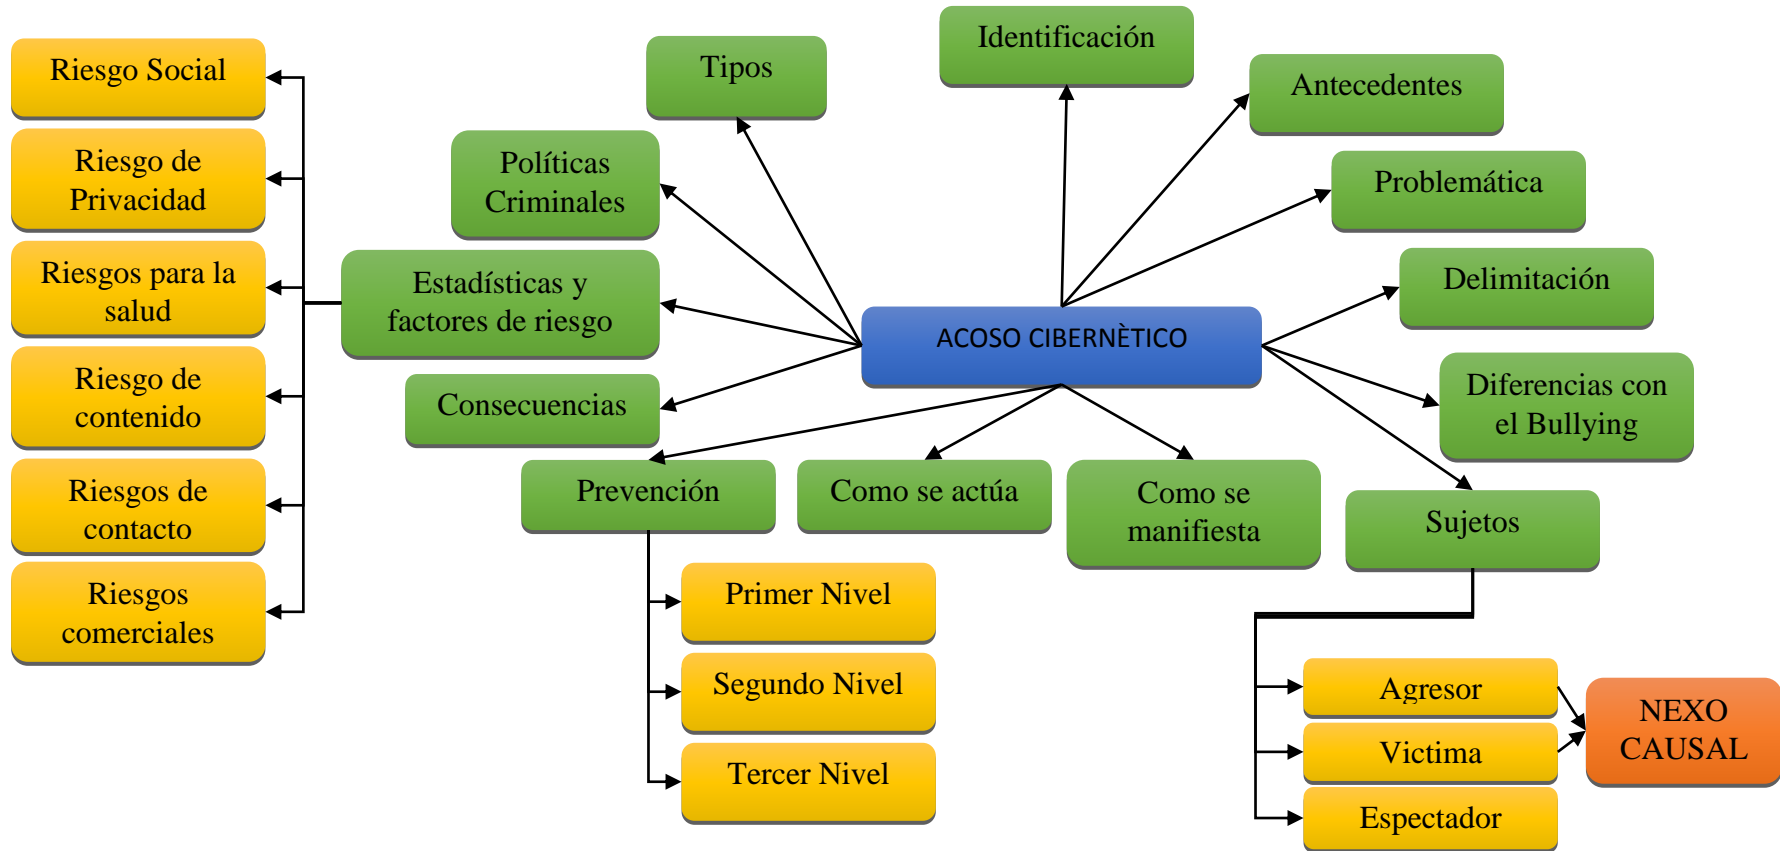 Identificación
Tipos
Riesgo Social
Antecedentes
Políticas
Criminales
Riesgo de
Privacidad
Problemática
Riesgos para la
salud
Estadísticas y
factores de riesgo
Delimitación
ACOSO CIBERNÈTICO
Riesgo de
contenido
Consecuencias
Diferencias con
el Bullying
Riesgos de
contacto
Prevención
Como se actúa
Como se
manifiesta
Sujetos
Riesgos
comerciales
Primer Nivel
Segundo Nivel
Tercer Nivel
Agresor
Victima
Espectador
NEXO
CAUSAL